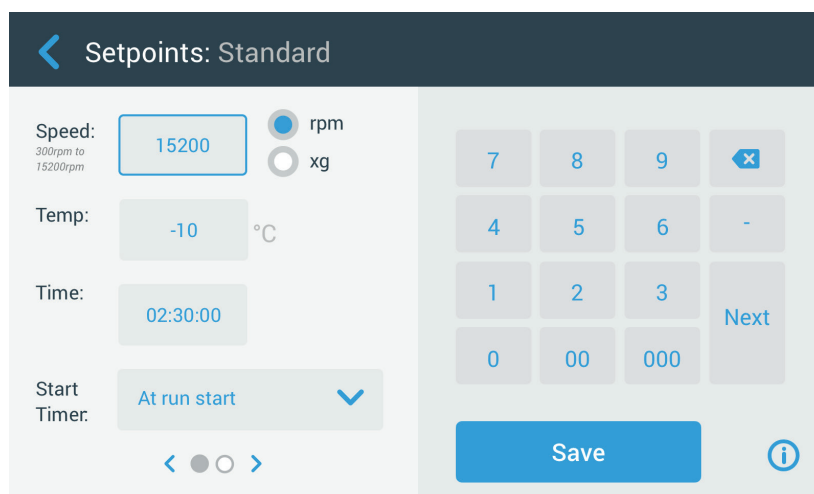 Setpoints: Standard
Speed:
300rpm to
15200rpm
15200
rpm
xg
Temp:
-10
°C
Time:
02:30:00
Start
Timer:
At run start
7 8 9
4 5 6 -
1 2 3
Next
0 00 000
Save